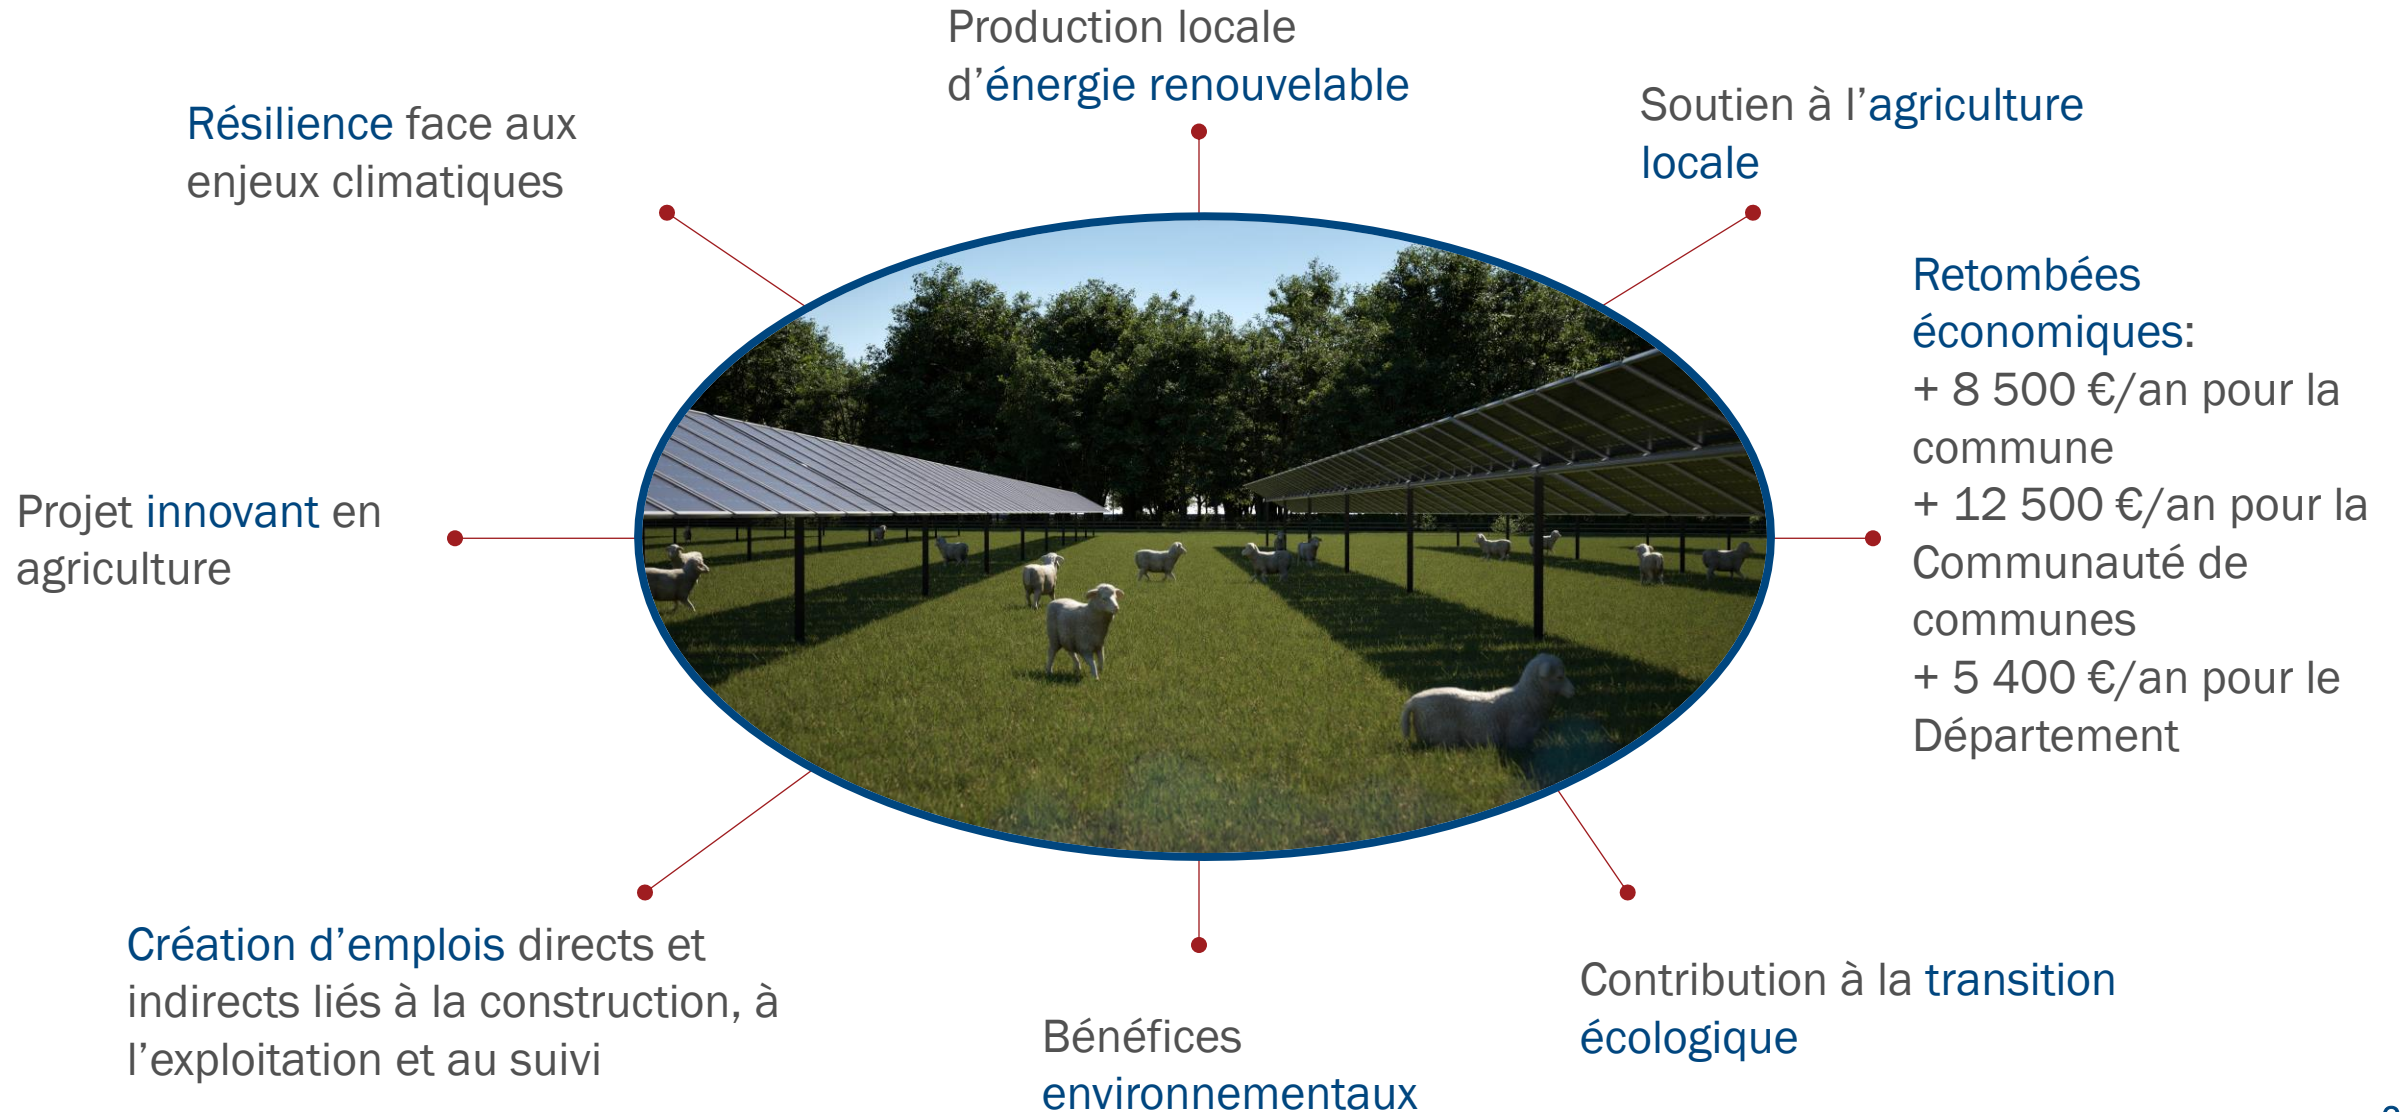 Production locale
d’énergie renouvelable
Résilience face aux
enjeux climatiques
Soutien à l’agriculture
locale
Retombées
économiques:
+ 8 500 €/an pour la
commune
+ 12 500 €/an pour la
Communauté de
communes
+ 5 400 €/an pour le
Département
Projet innovant en
agriculture
Création d’emplois directs et
indirects liés à la construction, à
l’exploitation et au suivi
Bénéfices
environnementaux
Contribution à la transition
écologique